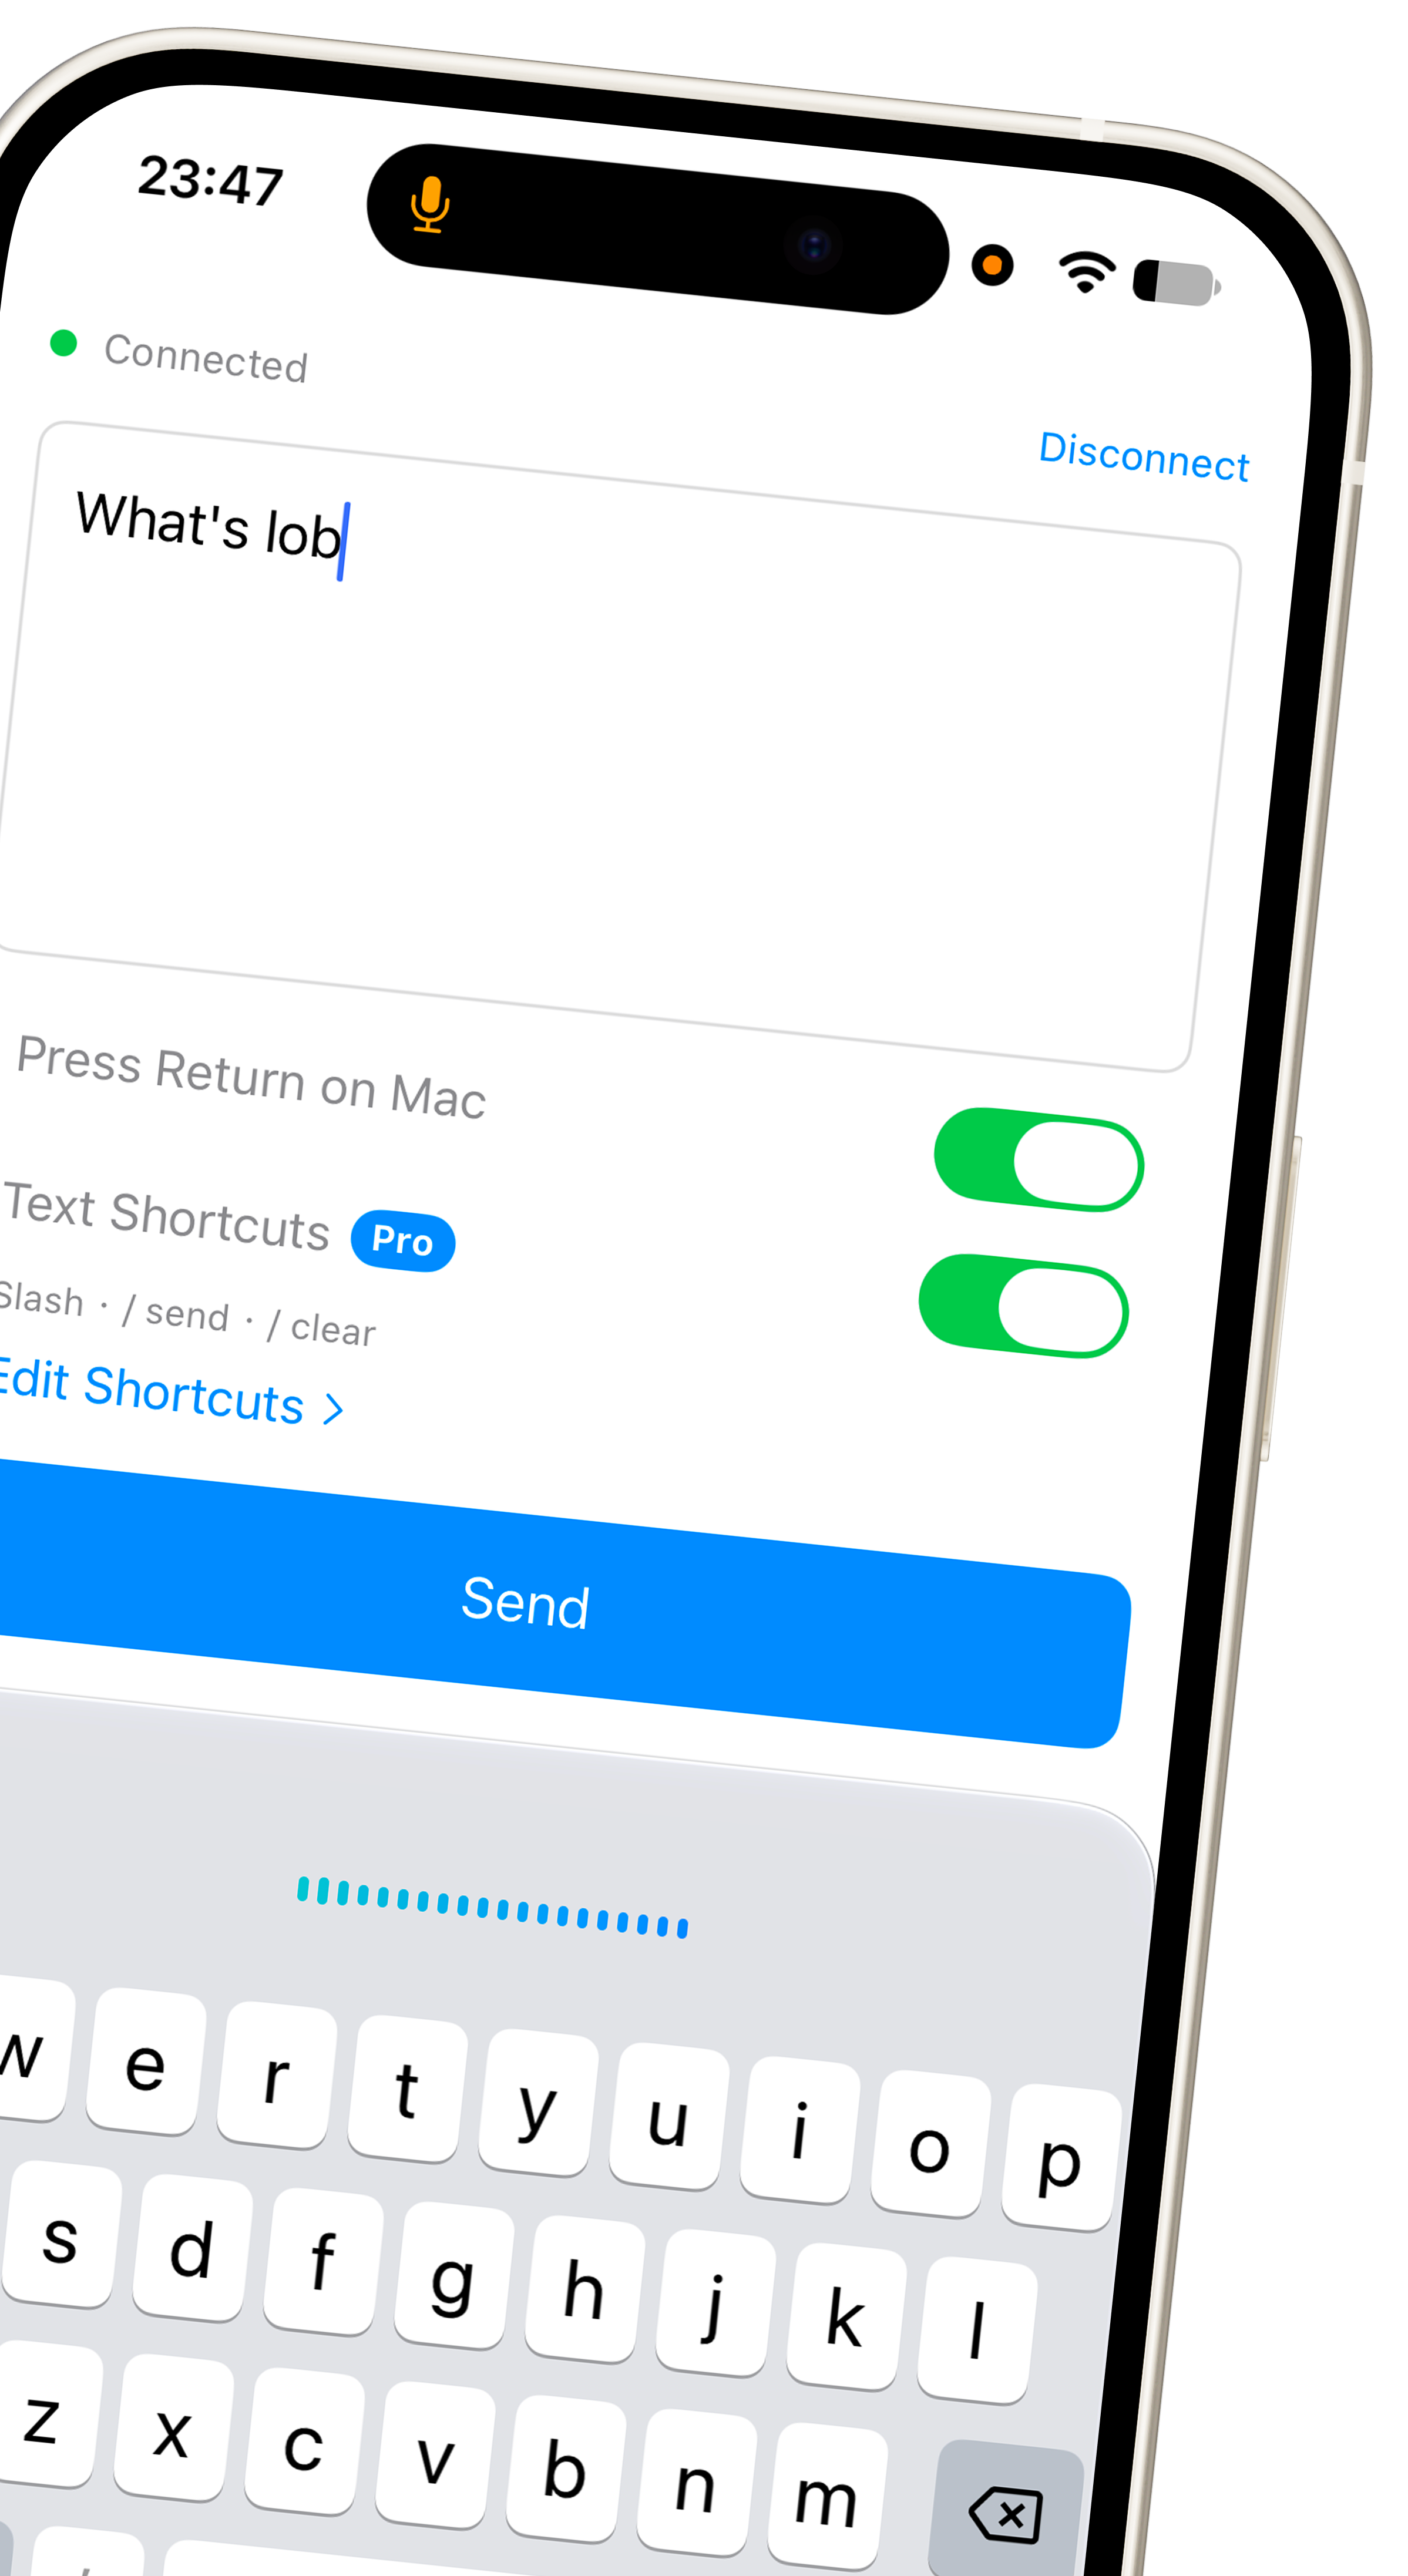 23:47
Connected
Disconnect
What's lob
Press Return on Mac
Text Shortcuts Pro
Slash · / send · / clear
Edit Shortcuts >
Send
w e r t y u i o p
s d f g h j k l
z x c v b n m